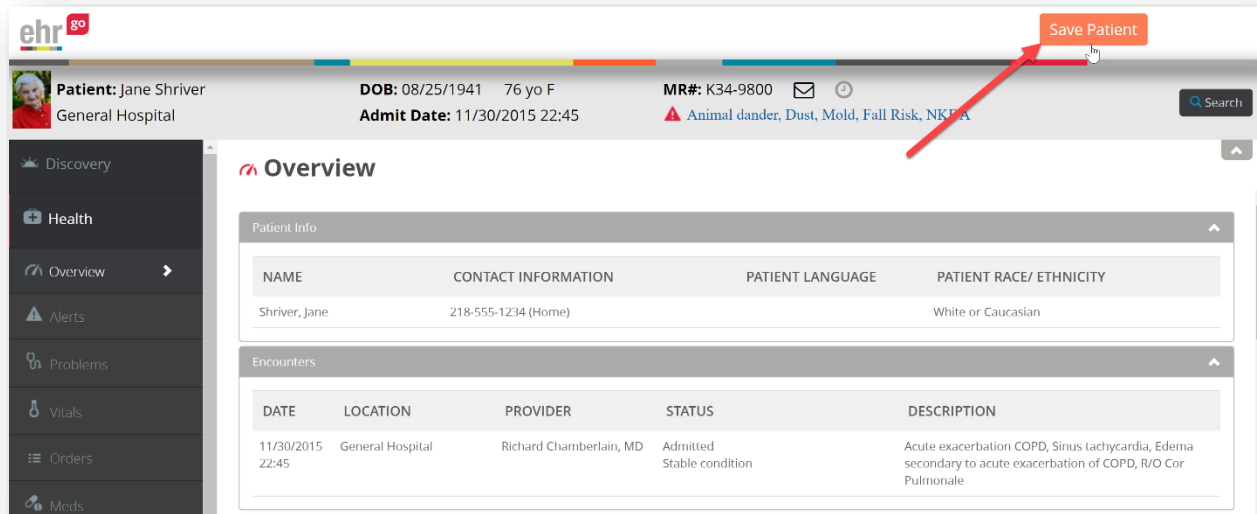 ehr go
Save Patient
Patient: Jane Shriver DOB: 08/25/1941 76 yo F MR#: K34-9800
General Hospital Admit Date: 11/30/2015 22:45 Animal dander, Dust, Mold, Fall Risk, NKDA
Search
Discovery
Health
Overview
Alerts
Problems
Vitals
Orders
Meds
Overview
Patient Info
NAME CONTACT INFORMATION PATIENT LANGUAGE PATIENT RACE/ ETHNICITY
Shriver, Jane 218-555-1234 (Home) White or Caucasian
Encounters
DATE LOCATION PROVIDER STATUS DESCRIPTION
11/30/2015 General Hospital Richard Chamberlain, MD Admitted Acute exacerbation COPD, Sinus tachycardia, Edema
22:45 Stable condition secondary to acute exacerbation of COPD, R/O Cor
Pulmonale